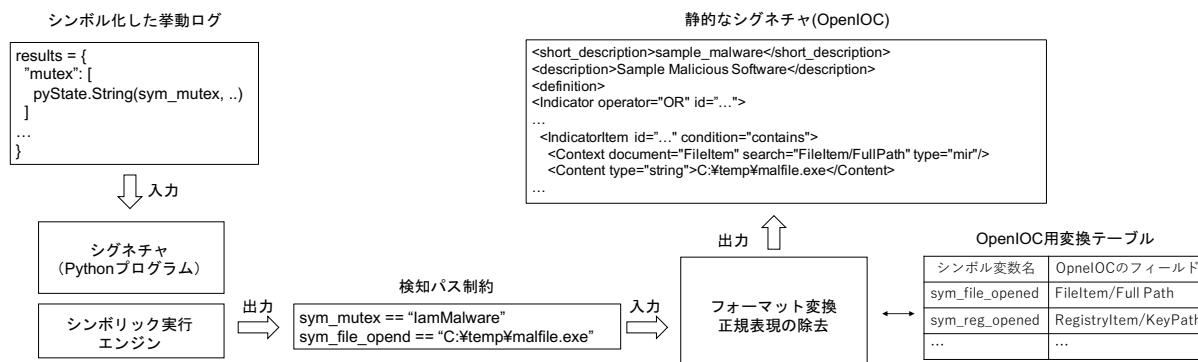 シンボル化した挙動ログ
results = {
”mutex”: [
pyState.String(sym_mutex, ..)
]
…
}
入力
シグネチャ
（Pythonプログラム）
シンボリック実行
エンジン
出力
検知パス制約
sym_mutex == “IamMalware”
sym_file_opend == “C:¥temp¥malfile.exe”
入力
フォーマット変換
正規表現の除去
出力
静的なシグネチャ(OpenIOC)
<short_description>sample_malware</short_description>
<description>Sample Malicious Software</description>
<definition>
<Indicator operator="OR" id=”…”>
…
<IndicatorItem id=”…" condition="contains">
<Context document="FileItem" search="FileItem/FullPath" type="mir"/>
<Content type="string">C:¥temp¥malfile.exe</Content>
…
OpenIOC用変換テーブル
シンボル変数名 OpneIOCのフィールド
sym_file_opened FileItem/Full Path
sym_reg_opened RegistryItem/KeyPath
… …